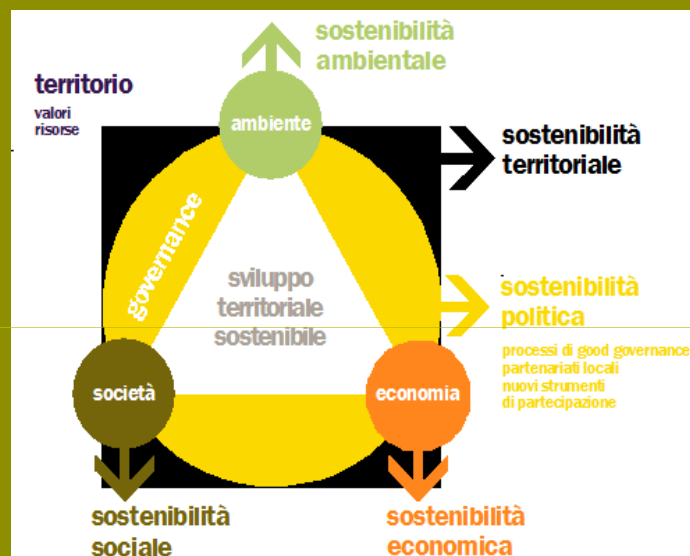 sostenibilità
ambientale
territorio
valori
risorse
ambiente
sostenibilità
territoriale
governance
sviluppo
territoriale
sostenibile
sostenibilità
politica
processi di good governance
partenariati locali
nuovi strumenti
di partecipazione
società
economia
sostenibilità
sociale
sostenibilità
economica